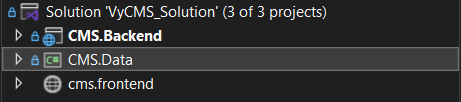 Solution 'VyCMS_Solution' (3 of 3 projects)
CMS.Backend
C# CMS.Data
cms.frontend